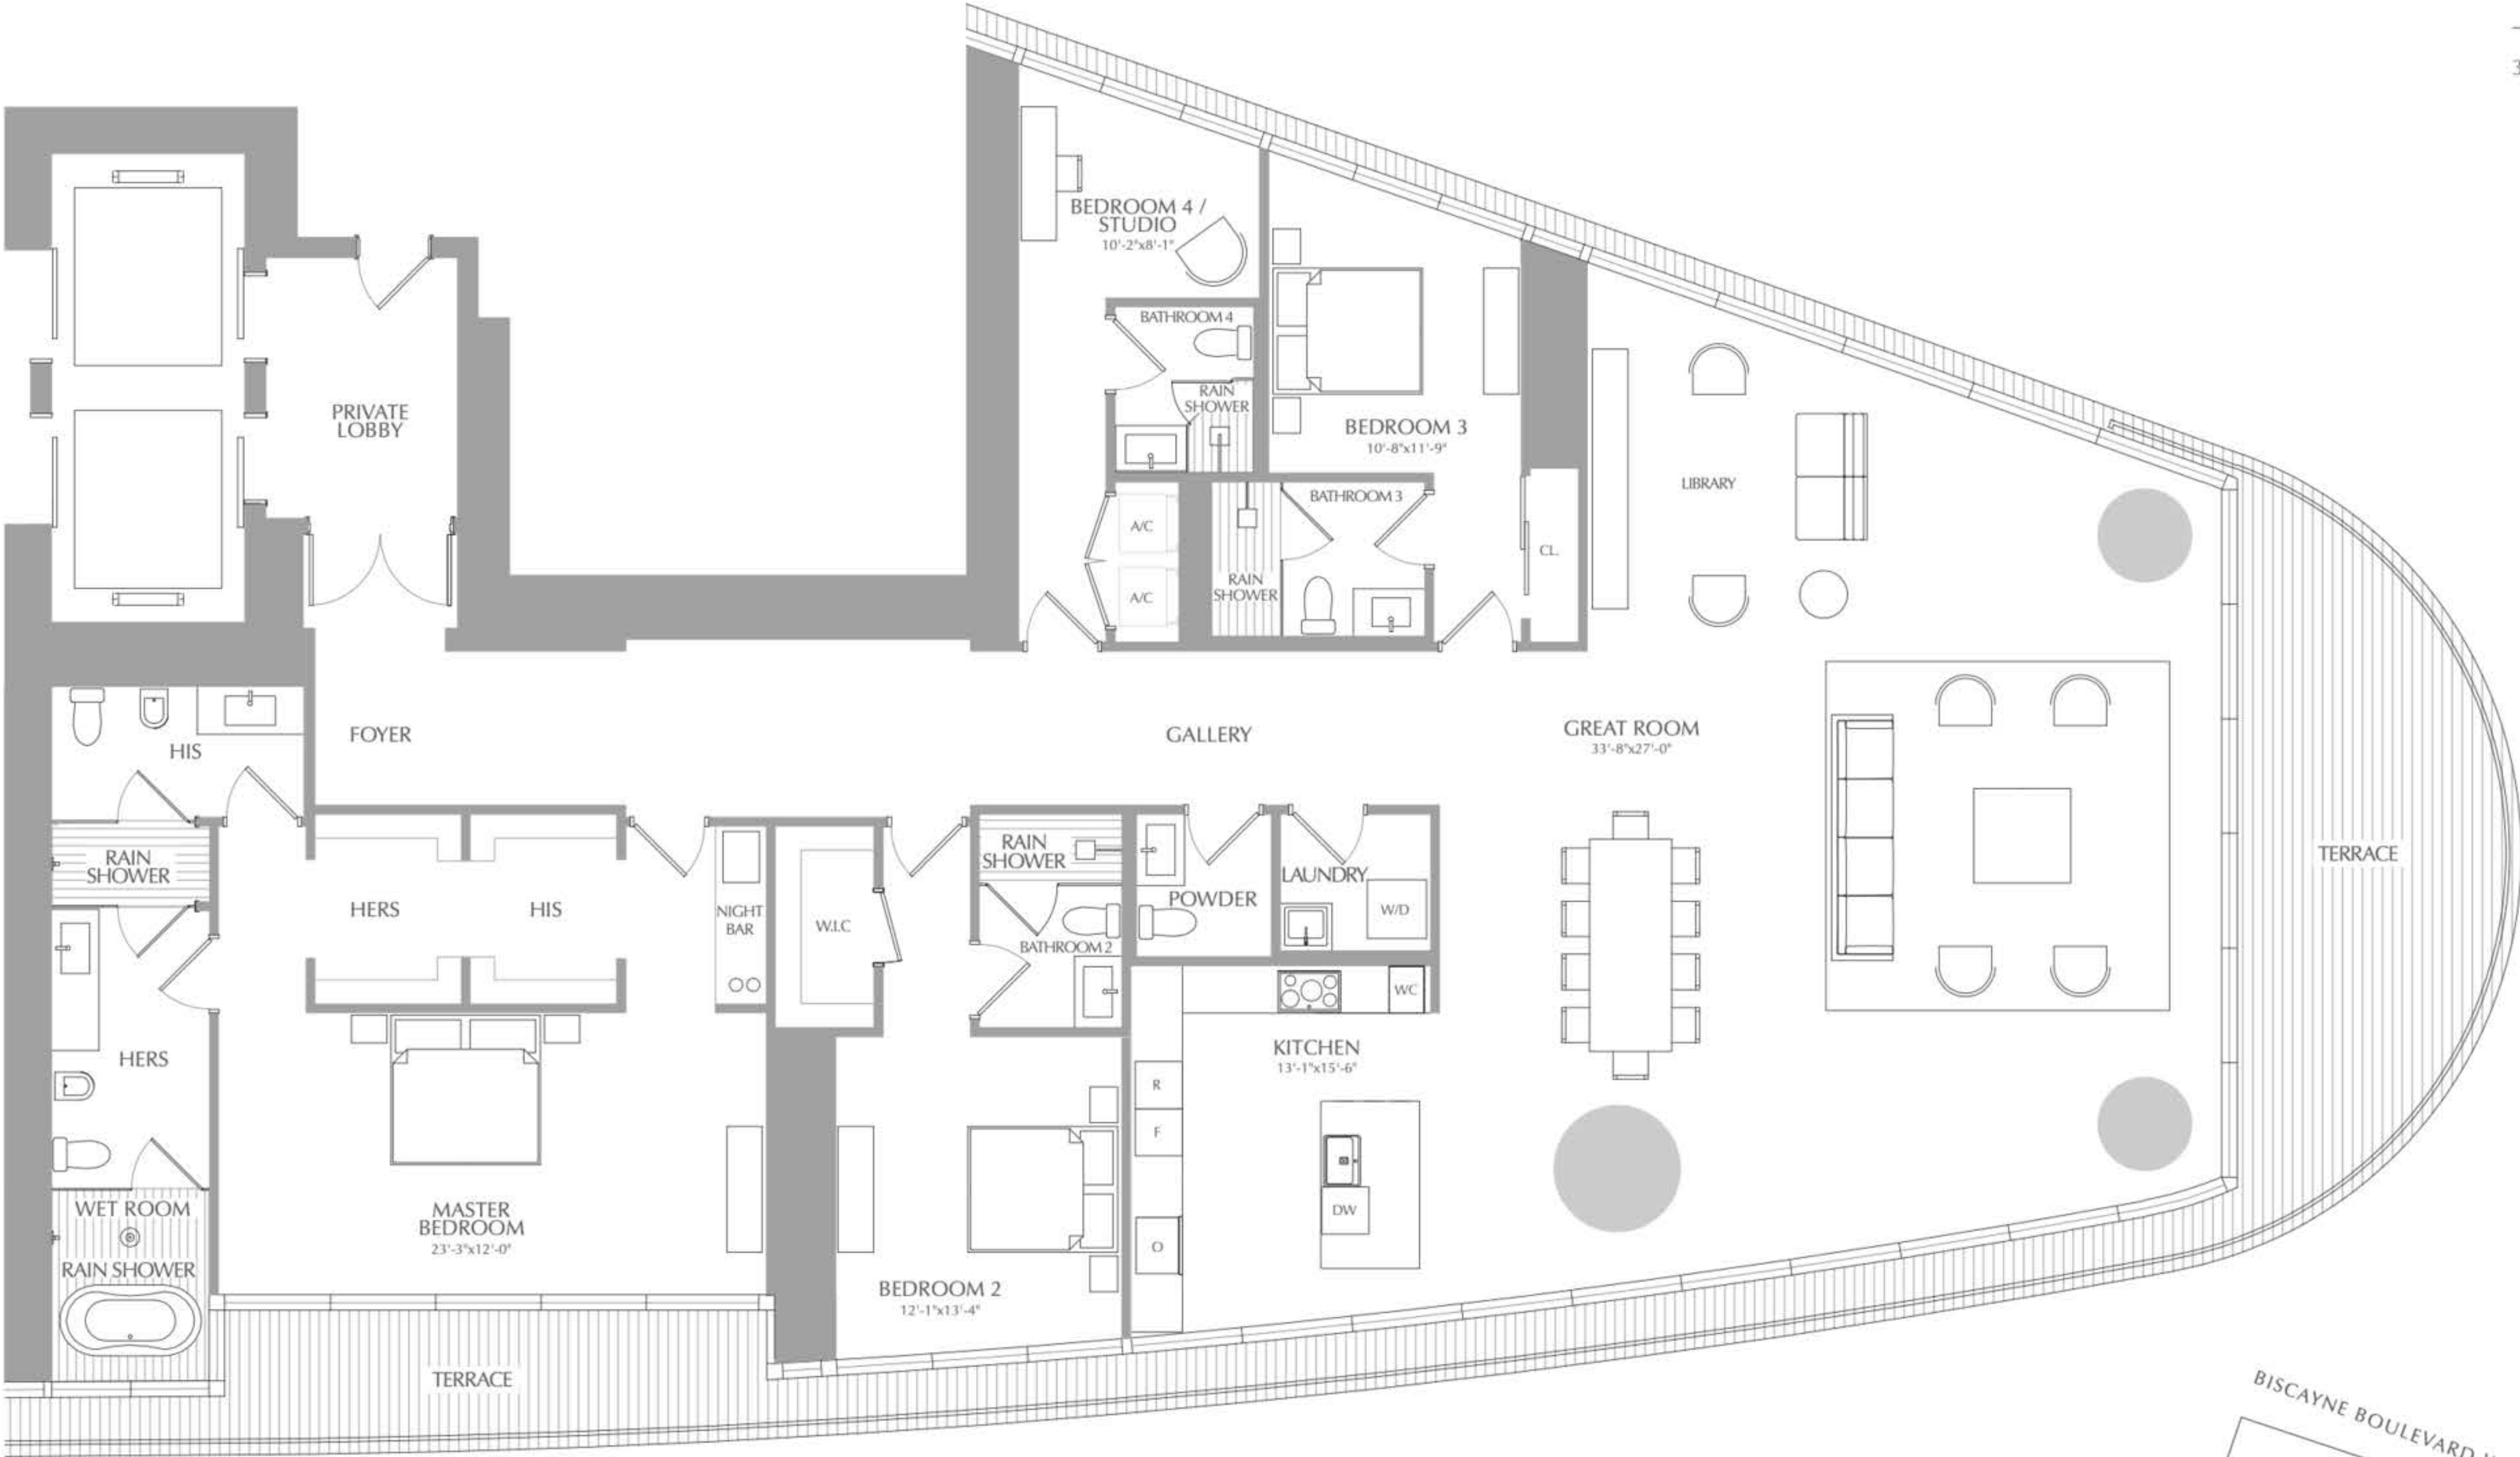 3
BEDROOM 4 /
STUDIO
10'-2"x8'-1"
BATHROOM 4
RAIN
SHOWER
PRIVATE
LOBBY
BEDROOM 3
10'-8"x11'-9"
LIBRARY
BATHROOM 3
A/C
CL.
A/C
RAIN
SHOWER
HIS
FOYER
GALLERY
GREAT ROOM
33'-8"x27'-0"
RAIN
SHOWER
HERS
HIS
NIGHT
BAR
W.I.C
RAIN
SHOWER
BATHROOM 2
POWDER
LAUNDRY
W/D
TERRACE
WC
HERS
KITCHEN
13'-1"x15'-6"
R
F
WET ROOM
RAIN SHOWER
MASTER
BEDROOM
23'-3"x12'-0"
DW
O
BEDROOM 2
12'-1"x13'-4"
TERRACE
BISCAYNE BOULEVARD